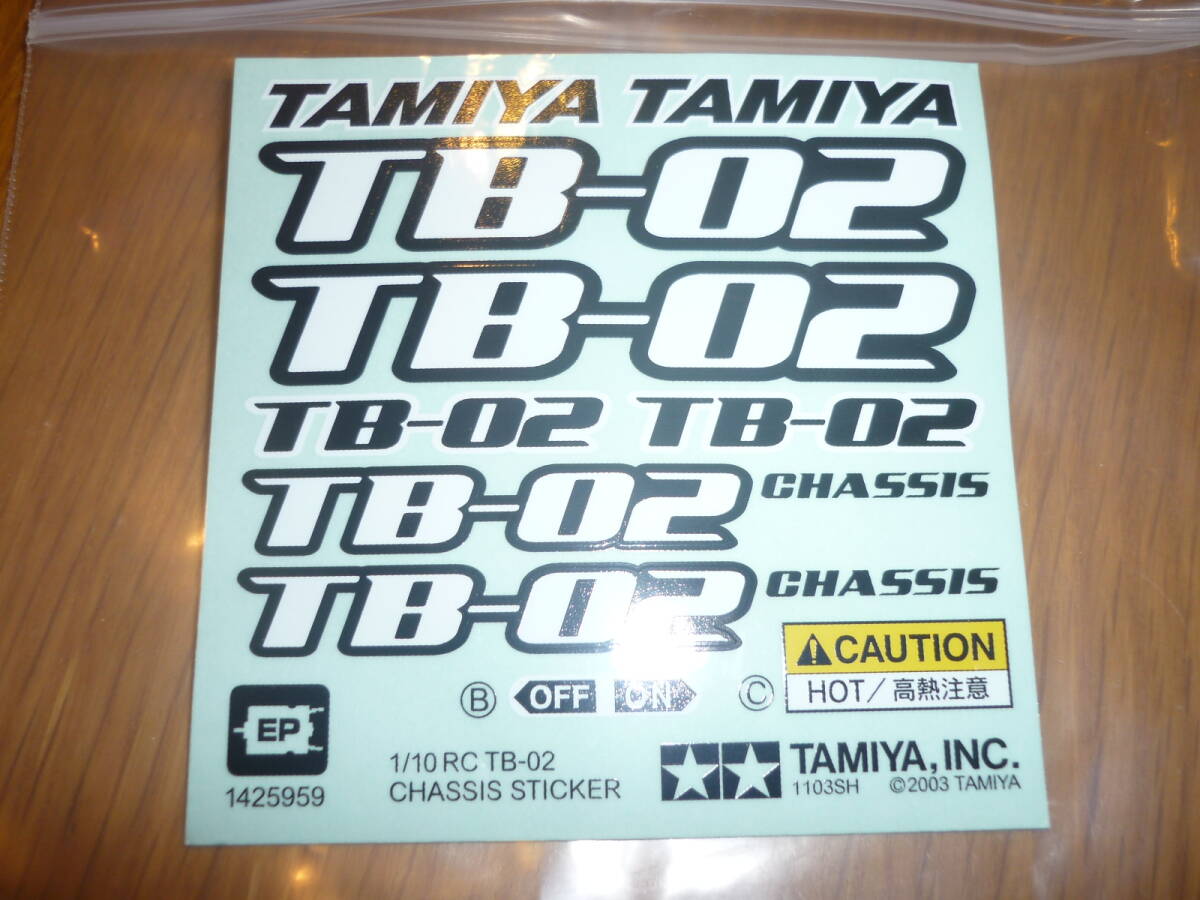 TAMIYA TAMIYA
TB-02
TB-02
TB-02 TB-02
TB-02 CHASSIS
TB-02 CHASSIS
CAUTION
HOT/高熱注意
B OFF ON C
EP
1425959
1/10 RC TB-02
CHASSIS STICKER
TAMIYA, INC.
1103SH ©2003 TAMIYA